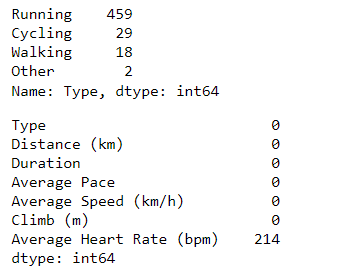 Running    459
Cycling     29
Walking     18
Other        2
Name: Type, dtype: int64
Type                          0
Distance (km)                 0
Duration                      0
Average Pace                  0
Average Speed (km/h)          0
Climb (m)                     0
Average Heart Rate (bpm)    214
dtype: int64